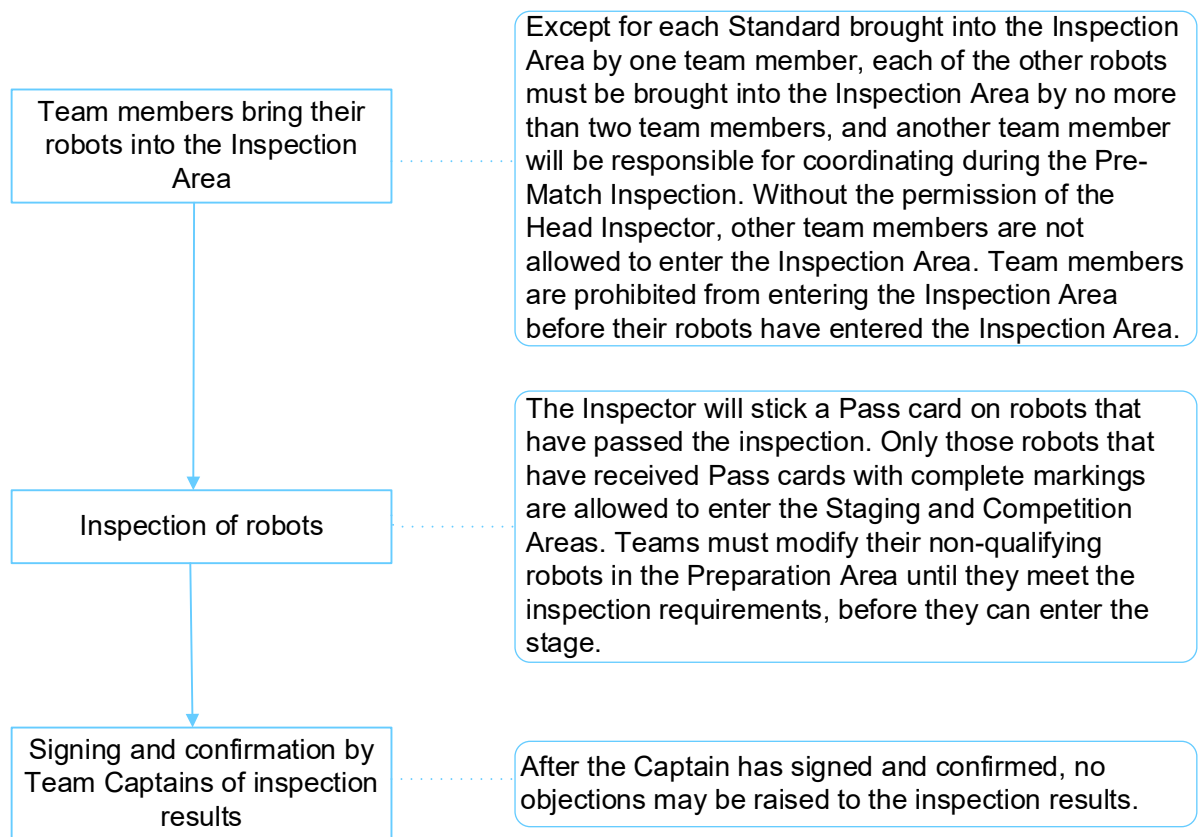 Team members bring their
robots into the Inspection
Area
Except for each Standard brought into the Inspection
Area by one team member, each of the other robots
must be brought into the Inspection Area by no more
than two team members, and another team member
will be responsible for coordinating during the Pre-
Match Inspection. Without the permission of the
Head Inspector, other team members are not
allowed to enter the Inspection Area. Team members
are prohibited from entering the Inspection Area
before their robots have entered the Inspection Area.
Inspection of robots
The Inspector will stick a Pass card on robots that
have passed the inspection. Only those robots that
have received Pass cards with complete markings
are allowed to enter the Staging and Competition
Areas. Teams must modify their non-qualifying
robots in the Preparation Area until they meet the
inspection requirements, before they can enter the
stage.
Signing and confirmation by
Team Captains of inspection
results
After the Captain has signed and confirmed, no
objections may be raised to the inspection results.